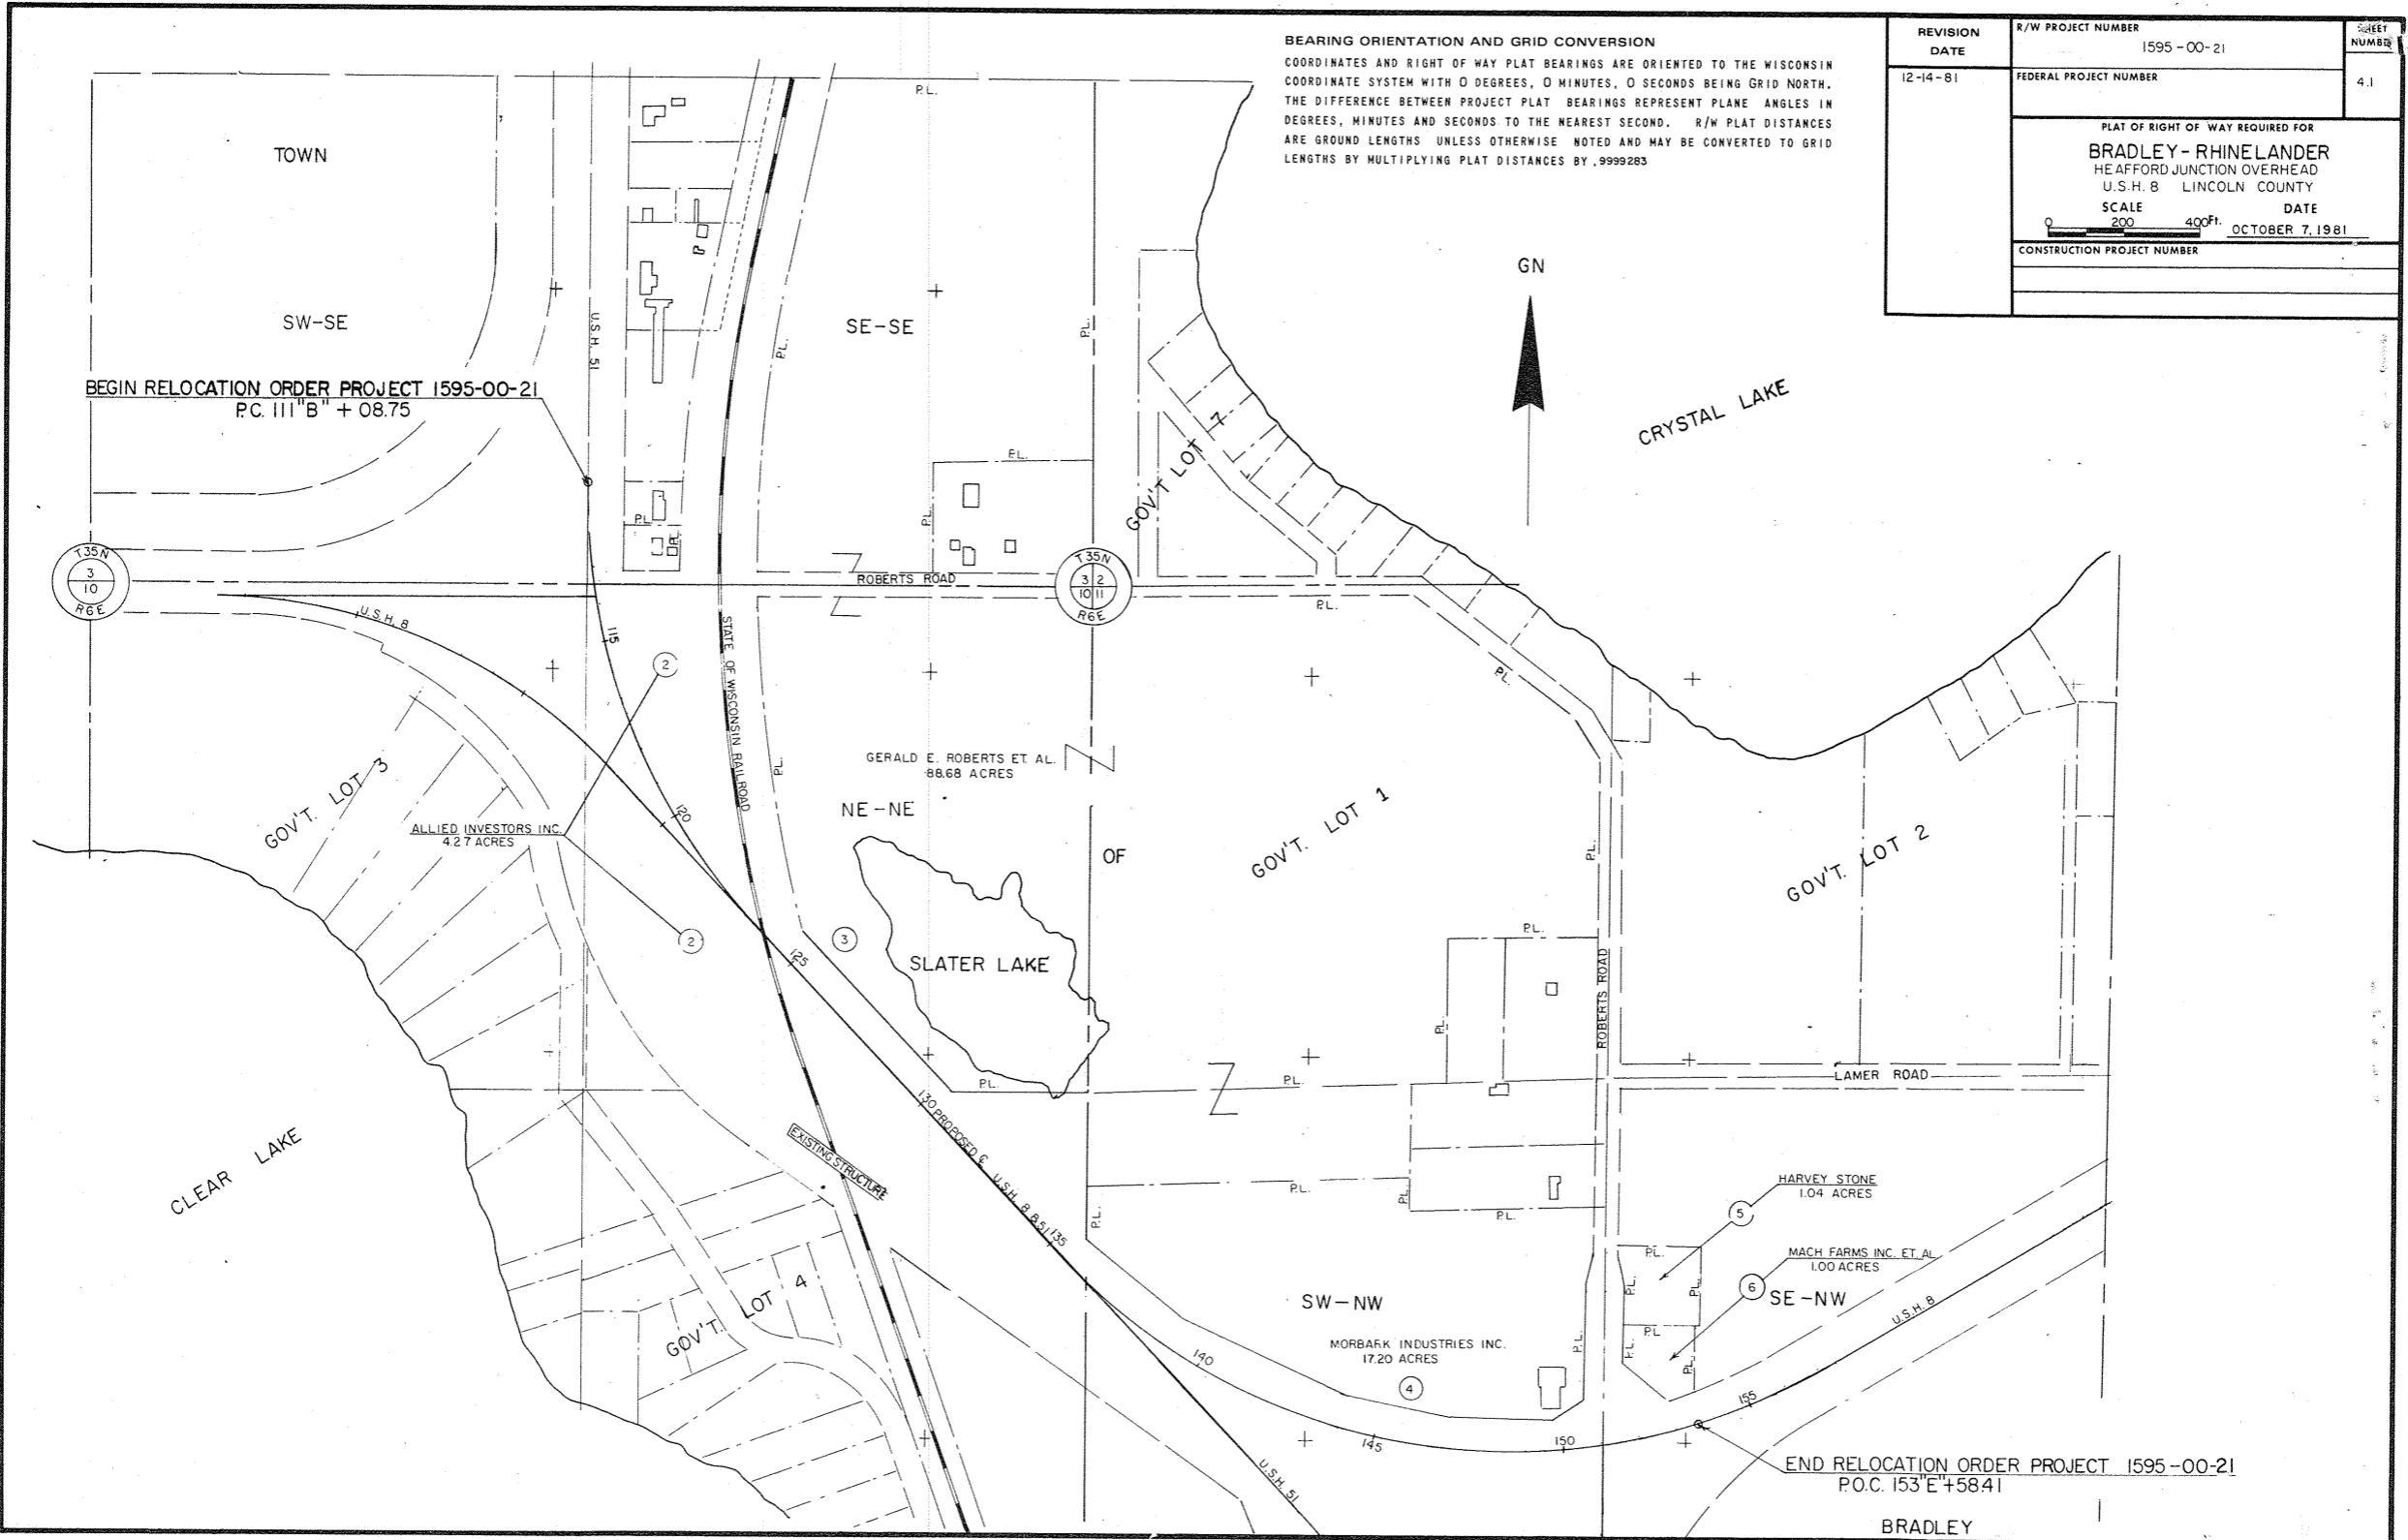 BEARING ORIENTATION AND GRID CONVERSION
COORDINATES AND RIGHT OF WAY PLAT BEARINGS ARE ORIENTED TO THE WISCONSIN
COORDINATE SYSTEM WITH 0 DEGREES, 0 MINUTES, 0 SECONDS BEING GRID NORTH.
THE DIFFERENCE BETWEEN PROJECT PLAT BEARINGS REPRESENT PLANE ANGLES IN
DEGREES, MINUTES AND SECONDS TO THE NEAREST SECOND. R/W PLAT DISTANCES
ARE GROUND LENGTHS UNLESS OTHERWISE NOTED AND MAY BE CONVERTED TO GRID
LENGTHS BY MULTIPLYING PLAT DISTANCES BY .9999283
REVISION
DATE
12-14-81
R/W PROJECT NUMBER
1595-00-21
SHEET
NUMBER
4.1
FEDERAL PROJECT NUMBER
PLAT OF RIGHT OF WAY REQUIRED FOR
BRADLEY-RHINELANDER
HEAFFORD JUNCTION OVERHEAD
U.S.H. 8 LINCOLN COUNTY
SCALE
DATE
0 200 400Ft.
OCTOBER 7, 1981
CONSTRUCTION PROJECT NUMBER
P.L.
TOWN
SW-SE
U.S.H. 51
P.L.
SE-SE
P.L.
GN
CRYSTAL LAKE
BEGIN RELOCATION ORDER PROJECT 1595-00-21
P.C. 111"B" + 08.75
P.L.
P.L.
P.L.
P.L.
GOV'T LOT 7
T35N
3
10
R6E
ROBERTS ROAD
T35N
3 2
10 11
R6E
P.L.
U.S.H. 8
115
2
STATE OF WISCONSIN RAILROAD
P.L.
P.L.
GERALD E. ROBERTS ET. AL.
88.68 ACRES
NE-NE
GOV'T. LOT 3
120
ALLIED INVESTORS INC.
4.27 ACRES
OF
GOV'T. LOT 1
P.L.
GOV'T. LOT 2
2
3
125
SLATER LAKE
P.L.
P.L.
ROBERTS ROAD
P.L.
P.L.
LAMER ROAD
CLEAR LAKE
EXISTING STRUCTURE
130 PROPOSED ℄ U.S.H. 8 & 51
135
P.L.
P.L.
P.L.
P.L.
HARVEY STONE
1.04 ACRES
5
P.L.
MACH FARMS INC. ET. AL.
1.00 ACRES
6
P.L.
P.L.
SE-NW
P.L.
P.L.
P.L.
GOV'T. LOT 4
SW-NW
MORBARK INDUSTRIES INC.
17.20 ACRES
4
P.L.
U.S.H. 8
140
145
150
155
U.S.H. 51
END RELOCATION ORDER PROJECT 1595-00-21
P.O.C. 153"E"+58.41
BRADLEY